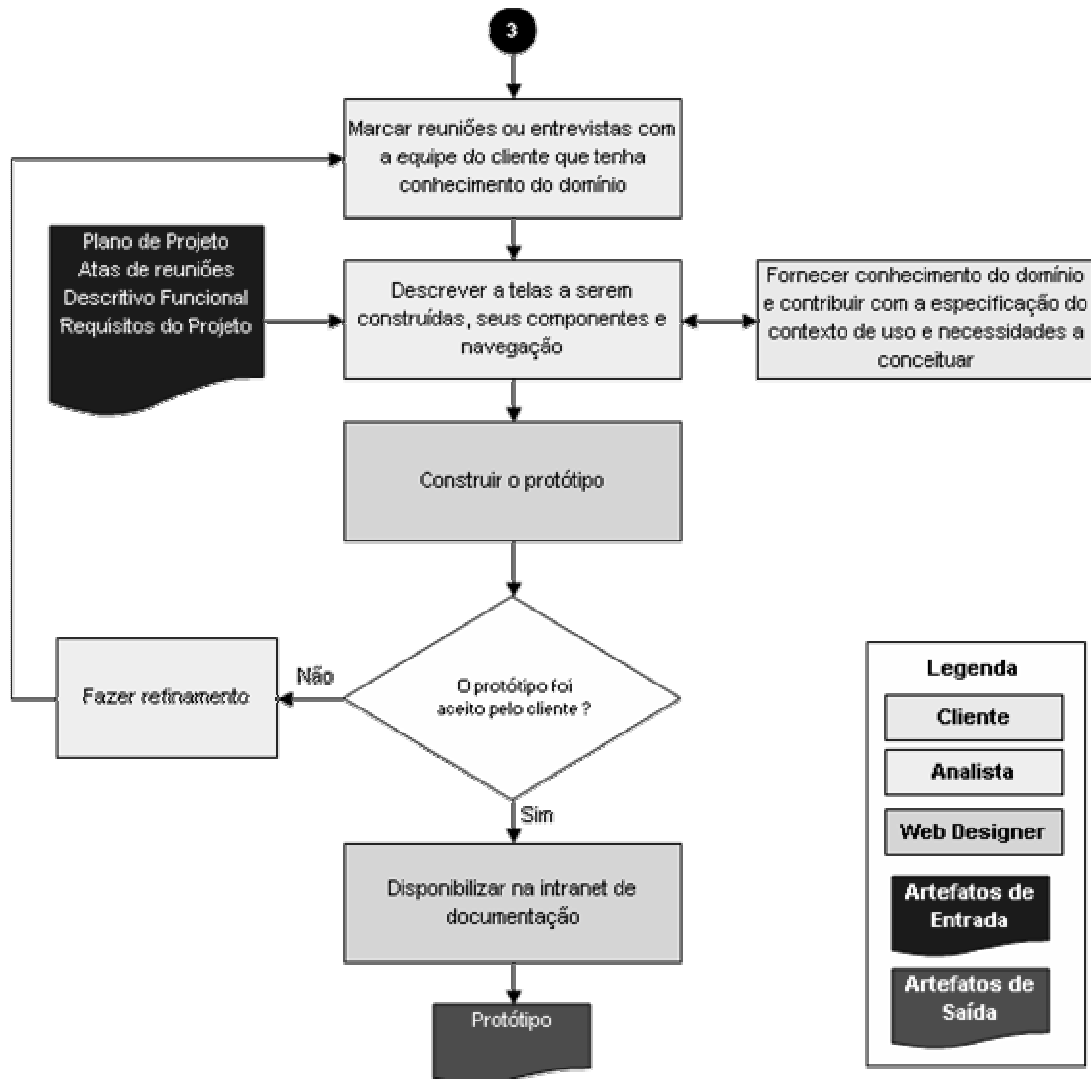 3
Marcar reuniões ou entrevistas com
a equipe do cliente que tenha
conhecimento do domínio
Plano de Projeto
Atas de reuniões
Descritivo Funcional
Requisitos do Projeto
Descrever a telas a serem
construídas, seus componentes e
navegação
Fornecer conhecimento do domínio
e contribuir com a especificação do
contexto de uso e necessidades a
conceituar
Construir o protótipo
Fazer refinamento
Não
O protótipo foi
aceito pelo cliente ?
Sim
Disponibilizar na intranet de
documentação
Protótipo
Legenda
Cliente
Analista
Web Designer
Artefatos de
Entrada
Artefatos de
Saída